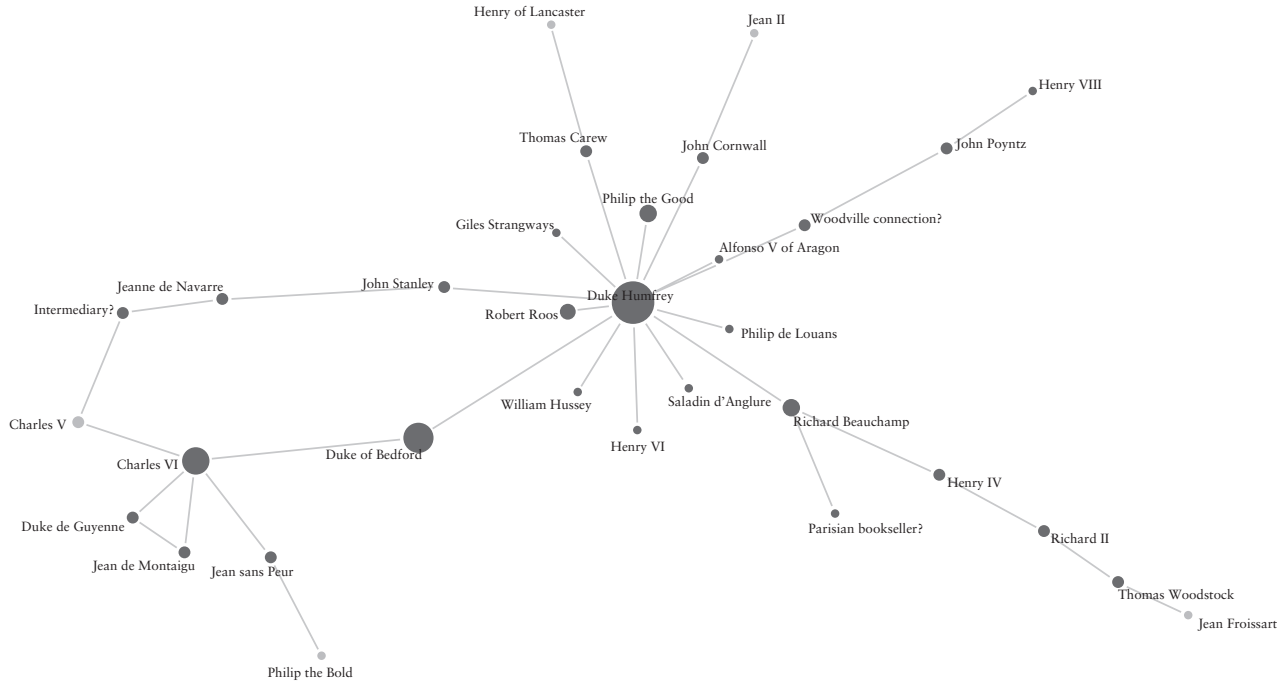 Henry of Lancaster
Jean II
Henry VIII
Thomas Carew
John Cornwall
John Poyntz
Philip the Good
Giles Strangways
Woodville connection?
Alfonso V of Aragon
Jeanne de Navarre
John Stanley
Duke Humfrey
Intermediary?
Robert Roos
Philip de Louans
William Hussey
Saladin d’Anglure
Charles V
Richard Beauchamp
Henry VI
Duke of Bedford
Charles VI
Henry IV
Duke de Guyenne
Parisian bookseller?
Richard II
Jean de Montaigu
Jean sans Peur
Thomas Woodstock
Jean Froissart
Philip the Bold